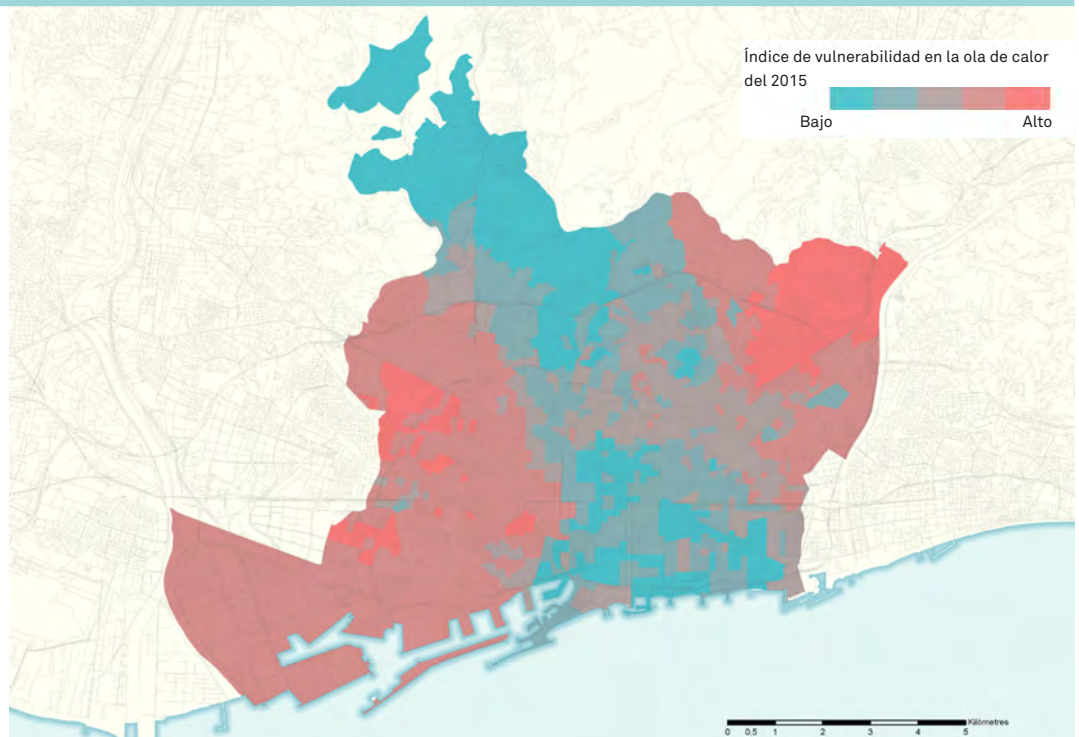 Índice de vulnerabilidad en la ola de calor
del 2015
Bajo Alto
Kilòmetres
0 0.5 1 2 3 4 5